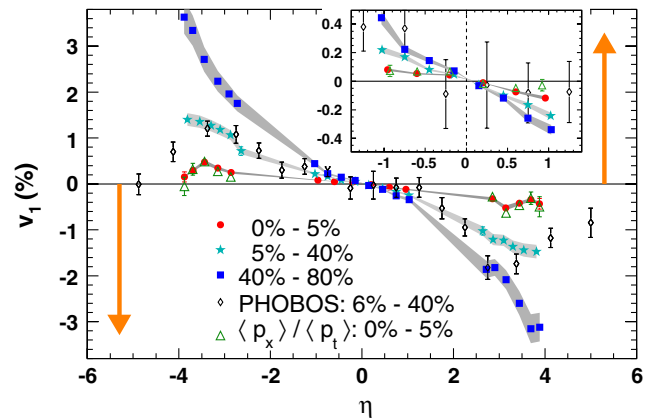 3
2
1
0
-1
-2
-3
v1 (%)
-6 -4 -2 0 2 4 6
η
0.4
0.2
0
-0.2
-0.4
-1 -0.5 0 0.5 1
0% - 5%
5% - 40%
40% - 80%
PHOBOS: 6% - 40%
⟨ px ⟩ / ⟨ pt ⟩: 0% - 5%